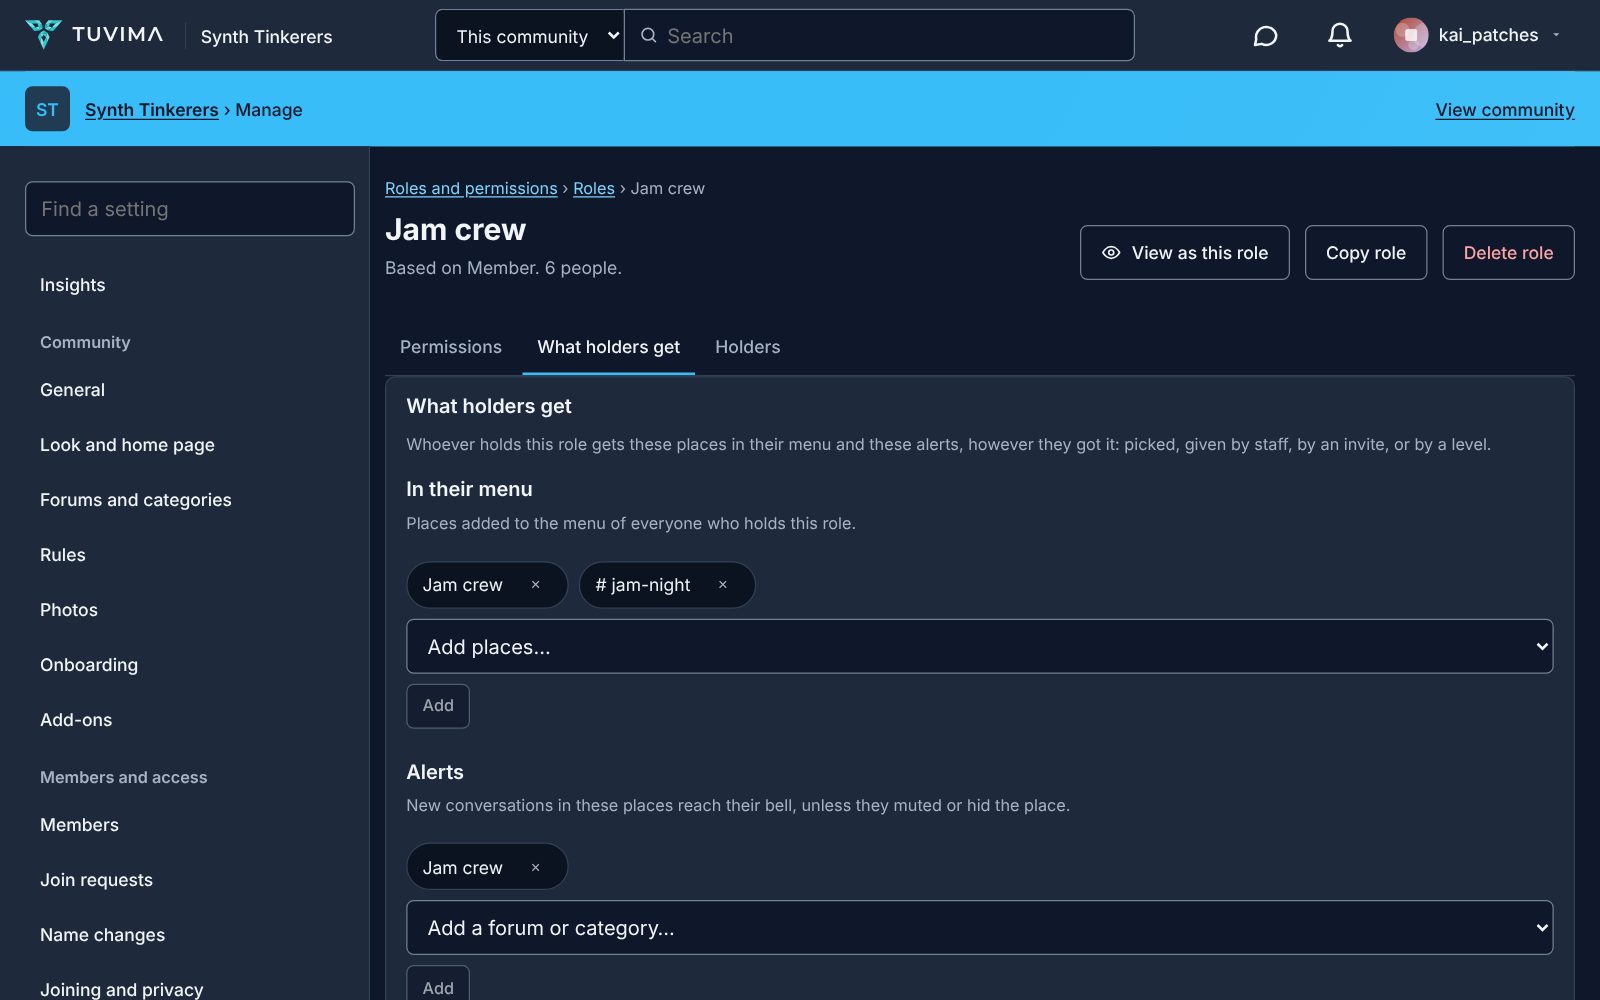 TUVIMA
Synth Tinkerers
This community
Search
kai_patches
ST
Synth Tinkerers › Manage
View community
Find a setting
Insights
Community
General
Look and home page
Forums and categories
Rules
Photos
Onboarding
Add-ons
Members and access
Members
Join requests
Name changes
Joining and privacy
Roles and permissions › Roles › Jam crew
Jam crew
Based on Member. 6 people.
View as this role
Copy role
Delete role
Permissions
What holders get
Holders
What holders get
Whoever holds this role gets these places in their menu and these alerts, however they got it: picked, given by staff, by an invite, or by a level.
In their menu
Places added to the menu of everyone who holds this role.
Jam crew ×
# jam-night ×
Add places...
Add
Alerts
New conversations in these places reach their bell, unless they muted or hid the place.
Jam crew ×
Add a forum or category...
Add